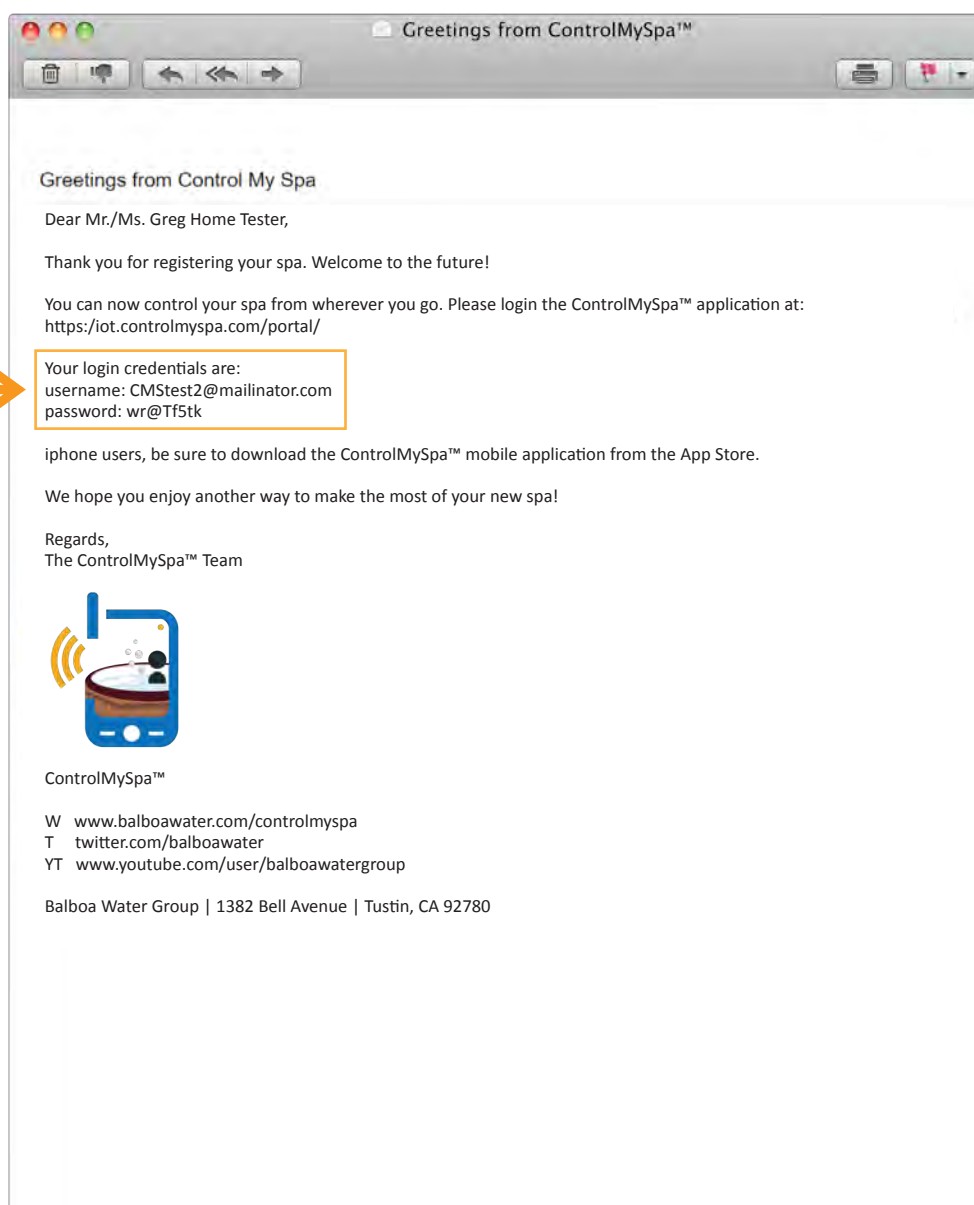 Greetings from ControlMySpa™
Greetings from Control My Spa
Dear Mr./Ms. Greg Home Tester,
Thank you for registering your spa. Welcome to the future!
You can now control your spa from wherever you go. Please login the ControlMySpa™ application at:
https:/iot.controlmyspa.com/portal/
Your login credentials are:
username: CMStest2@mailinator.com
password: wr@Tf5tk
iphone users, be sure to download the ControlMySpa™ mobile application from the App Store.
We hope you enjoy another way to make the most of your new spa!
Regards,
The ControlMySpa™ Team
ControlMySpa™
W www.balboawater.com/controlmyspa
T twitter.com/balboawater
YT www.youtube.com/user/balboawatergroup
Balboa Water Group | 1382 Bell Avenue | Tustin, CA 92780